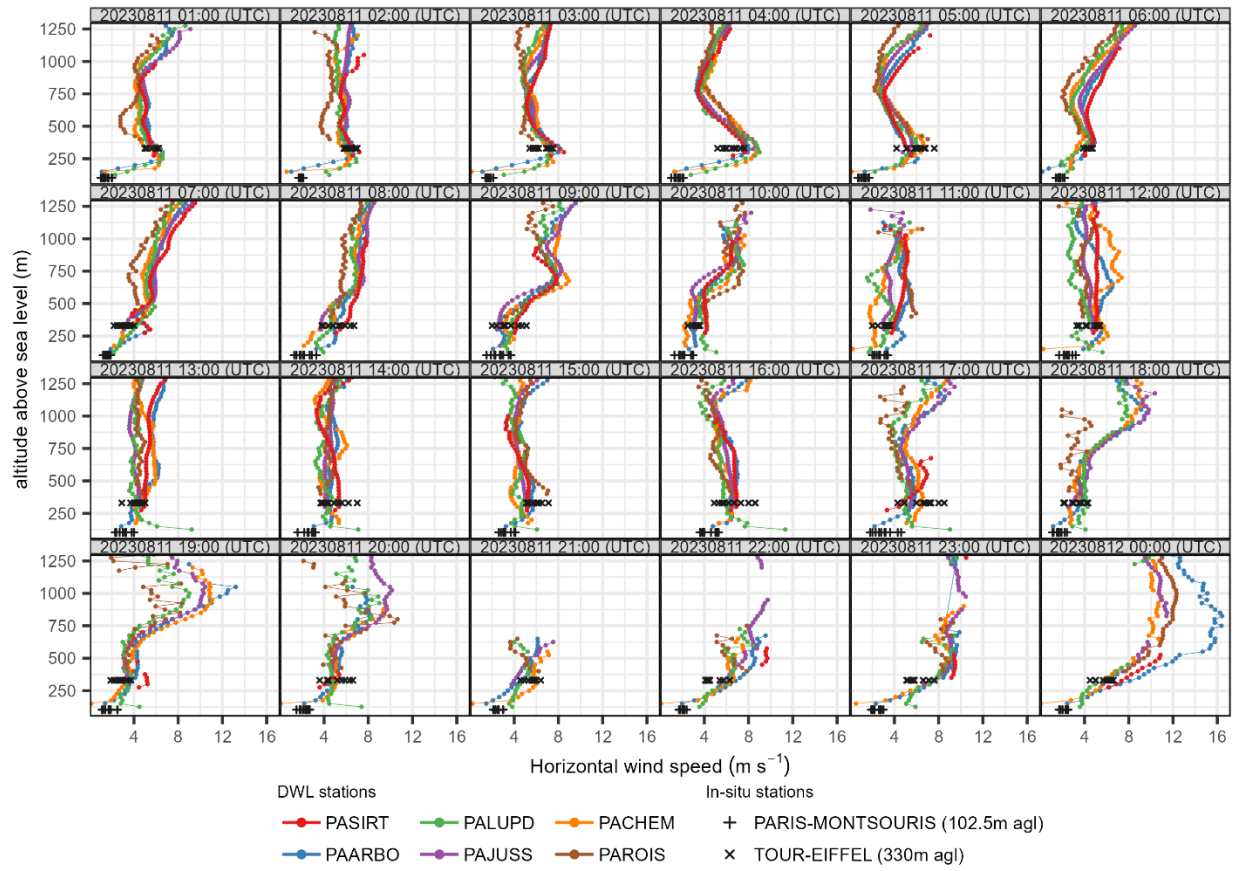 20230811 01:00 (UTC) 20230811 02:00 (UTC) 20230811 03:00 (UTC) 20230811 04:00 (UTC) 20230811 05:00 (UTC) 20230811 06:00 (UTC)
1250
1000
750
500
250
20230811 07:00 (UTC) 20230811 08:00 (UTC) 20230811 09:00 (UTC) 20230811 10:00 (UTC) 20230811 11:00 (UTC) 20230811 12:00 (UTC)
1250
1000
750
500
250
20230811 13:00 (UTC) 20230811 14:00 (UTC) 20230811 15:00 (UTC) 20230811 16:00 (UTC) 20230811 17:00 (UTC) 20230811 18:00 (UTC)
1250
1000
750
500
250
20230811 19:00 (UTC) 20230811 20:00 (UTC) 20230811 21:00 (UTC) 20230811 22:00 (UTC) 20230811 23:00 (UTC) 20230812 00:00 (UTC)
1250
1000
750
500
250
altitude above sea level (m)
4 8 12 16 4 8 12 16 4 8 12 16 4 8 12 16 4 8 12 16 4 8 12 16
Horizontal wind speed (m s⁻¹)
DWL stations In-situ stations
PASIRT PALUPD PACHEM + PARIS-MONTSOURIS (102.5m agl)
PAARBO PAJUSS PAROIS × TOUR-EIFFEL (330m agl)